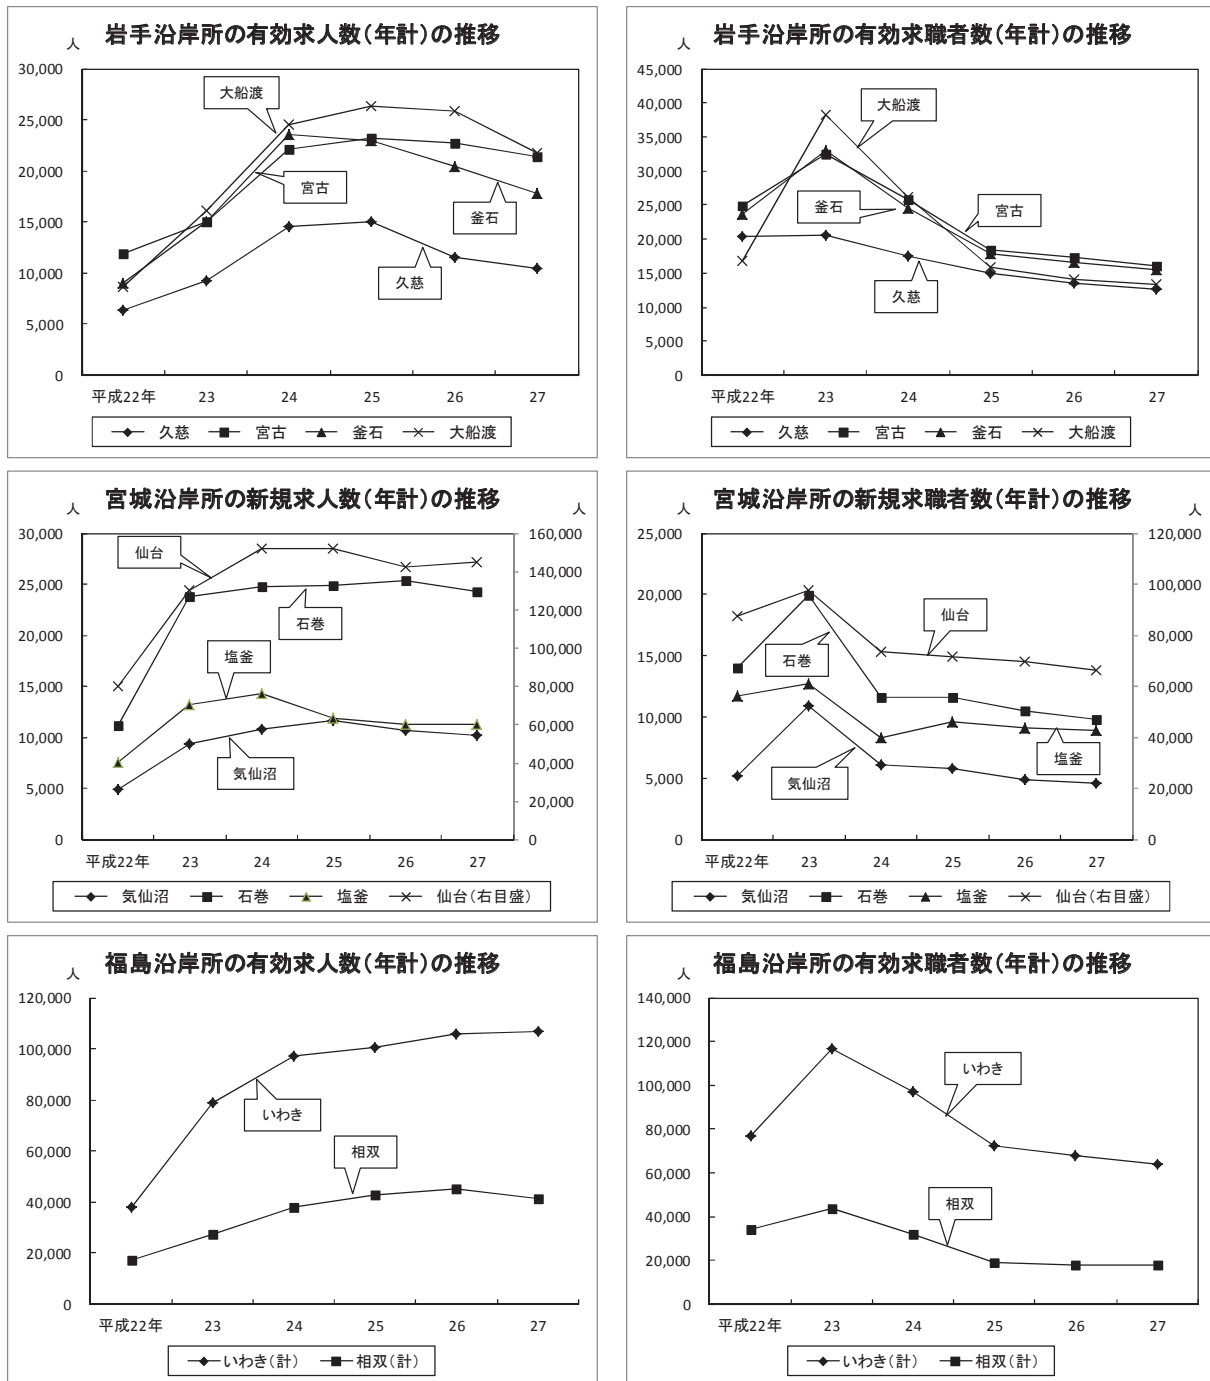 岩手沿岸所の有効求人数(年計)の推移
人
30,000
25,000
20,000
15,000
10,000
5,000
0
大船渡
宮古
釜石
久慈
平成22年 23 24 25 26 27
久慈 宮古 釜石 大船渡
岩手沿岸所の有効求職者数(年計)の推移
人
45,000
40,000
35,000
30,000
25,000
20,000
15,000
10,000
5,000
0
大船渡
釜石
宮古
久慈
平成22年 23 24 25 26 27
久慈 宮古 釜石 大船渡
宮城沿岸所の新規求人数(年計)の推移
人 人
30,000 160,000
25,000 140,000
20,000 120,000
15,000 100,000
10,000 80,000
5,000 60,000
0 40,000
20,000
0
仙台
石巻
塩釜
気仙沼
平成22年 23 24 25 26 27
気仙沼 石巻 塩釜 仙台(右目盛)
宮城沿岸所の新規求職者数(年計)の推移
人 人
25,000 120,000
20,000 100,000
15,000 80,000
10,000 60,000
5,000 40,000
0 20,000
0
仙台
石巻
塩釜
気仙沼
平成22年 23 24 25 26 27
気仙沼 石巻 塩釜 仙台(右目盛)
福島沿岸所の有効求人数(年計)の推移
人
120,000
100,000
80,000
60,000
40,000
20,000
0
いわき
相双
平成22年 23 24 25 26 27
いわき(計) 相双(計)
福島沿岸所の有効求職者数(年計)の推移
人
140,000
120,000
100,000
80,000
60,000
40,000
20,000
0
いわき
相双
平成22年 23 24 25 26 27
いわき(計) 相双(計)